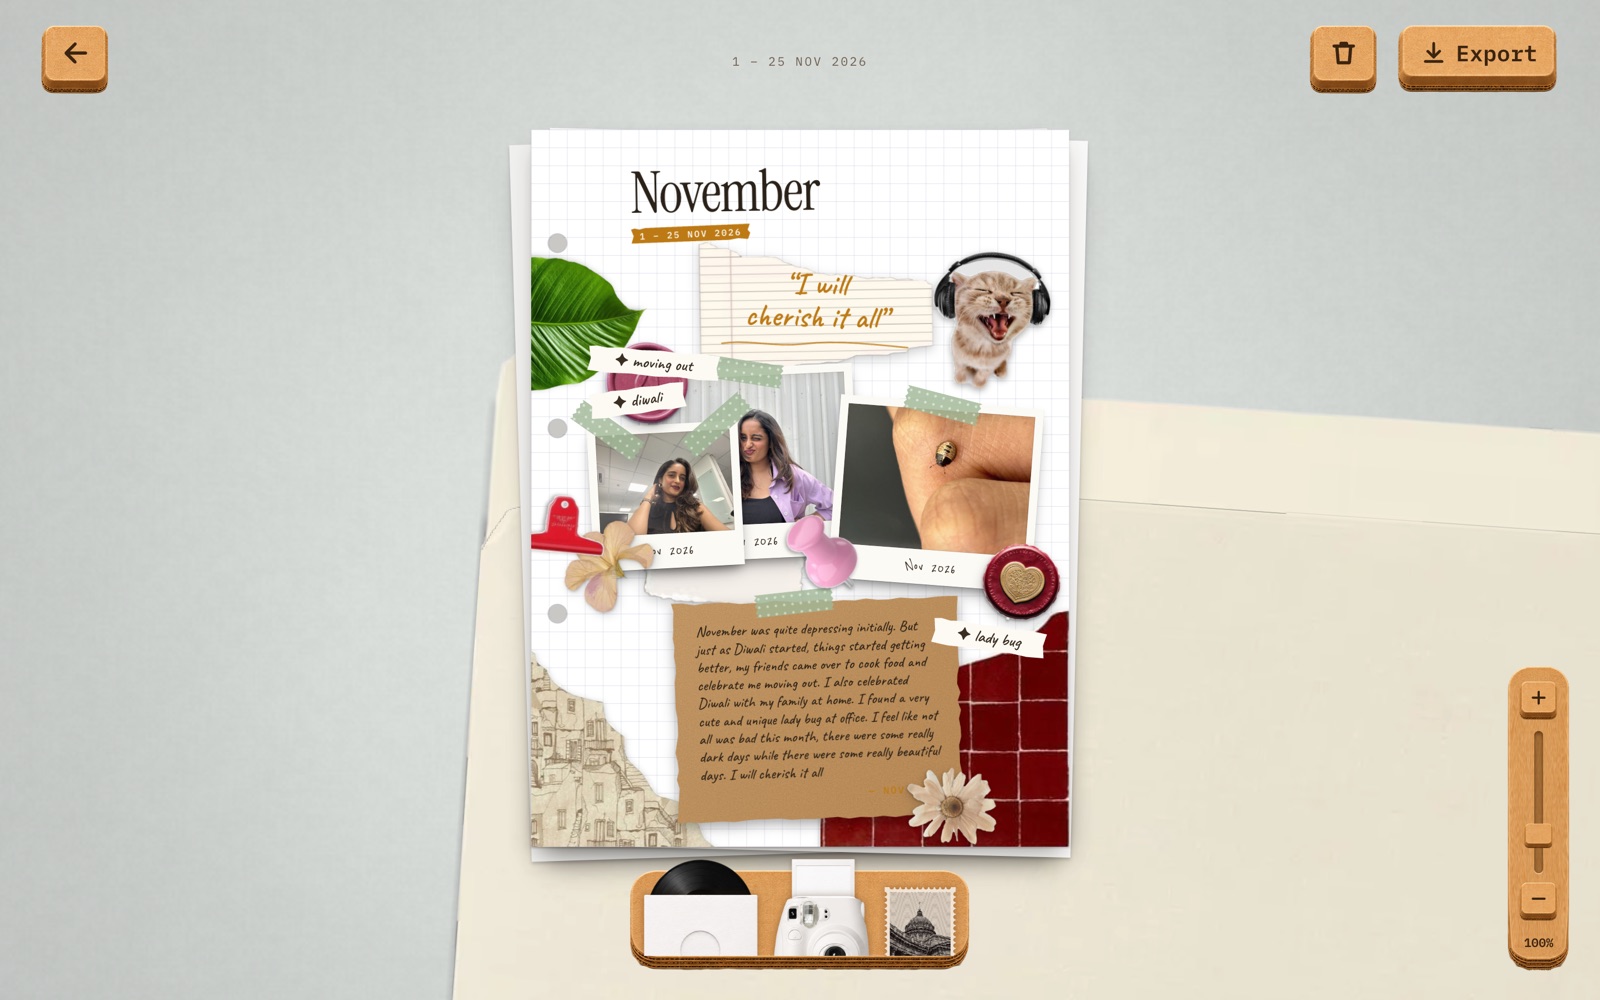 1 – 25 NOV 2026
Export
November
1 – 25 NOV 2026
“I will
cherish it all”
✦ moving out
✦ diwali
2026
2026
Nov 2026
November was quite depressing initially. But
just as Diwali started, things started getting
better, my friends came over to cook food and
celebrate me moving out. I also celebrated
Diwali with my family at home. I found a very
cute and unique lady bug at office. I feel like not
all was bad this month, there were some really
dark days while there were some really beautiful
days. I will cherish it all
✦ lady bug
100%